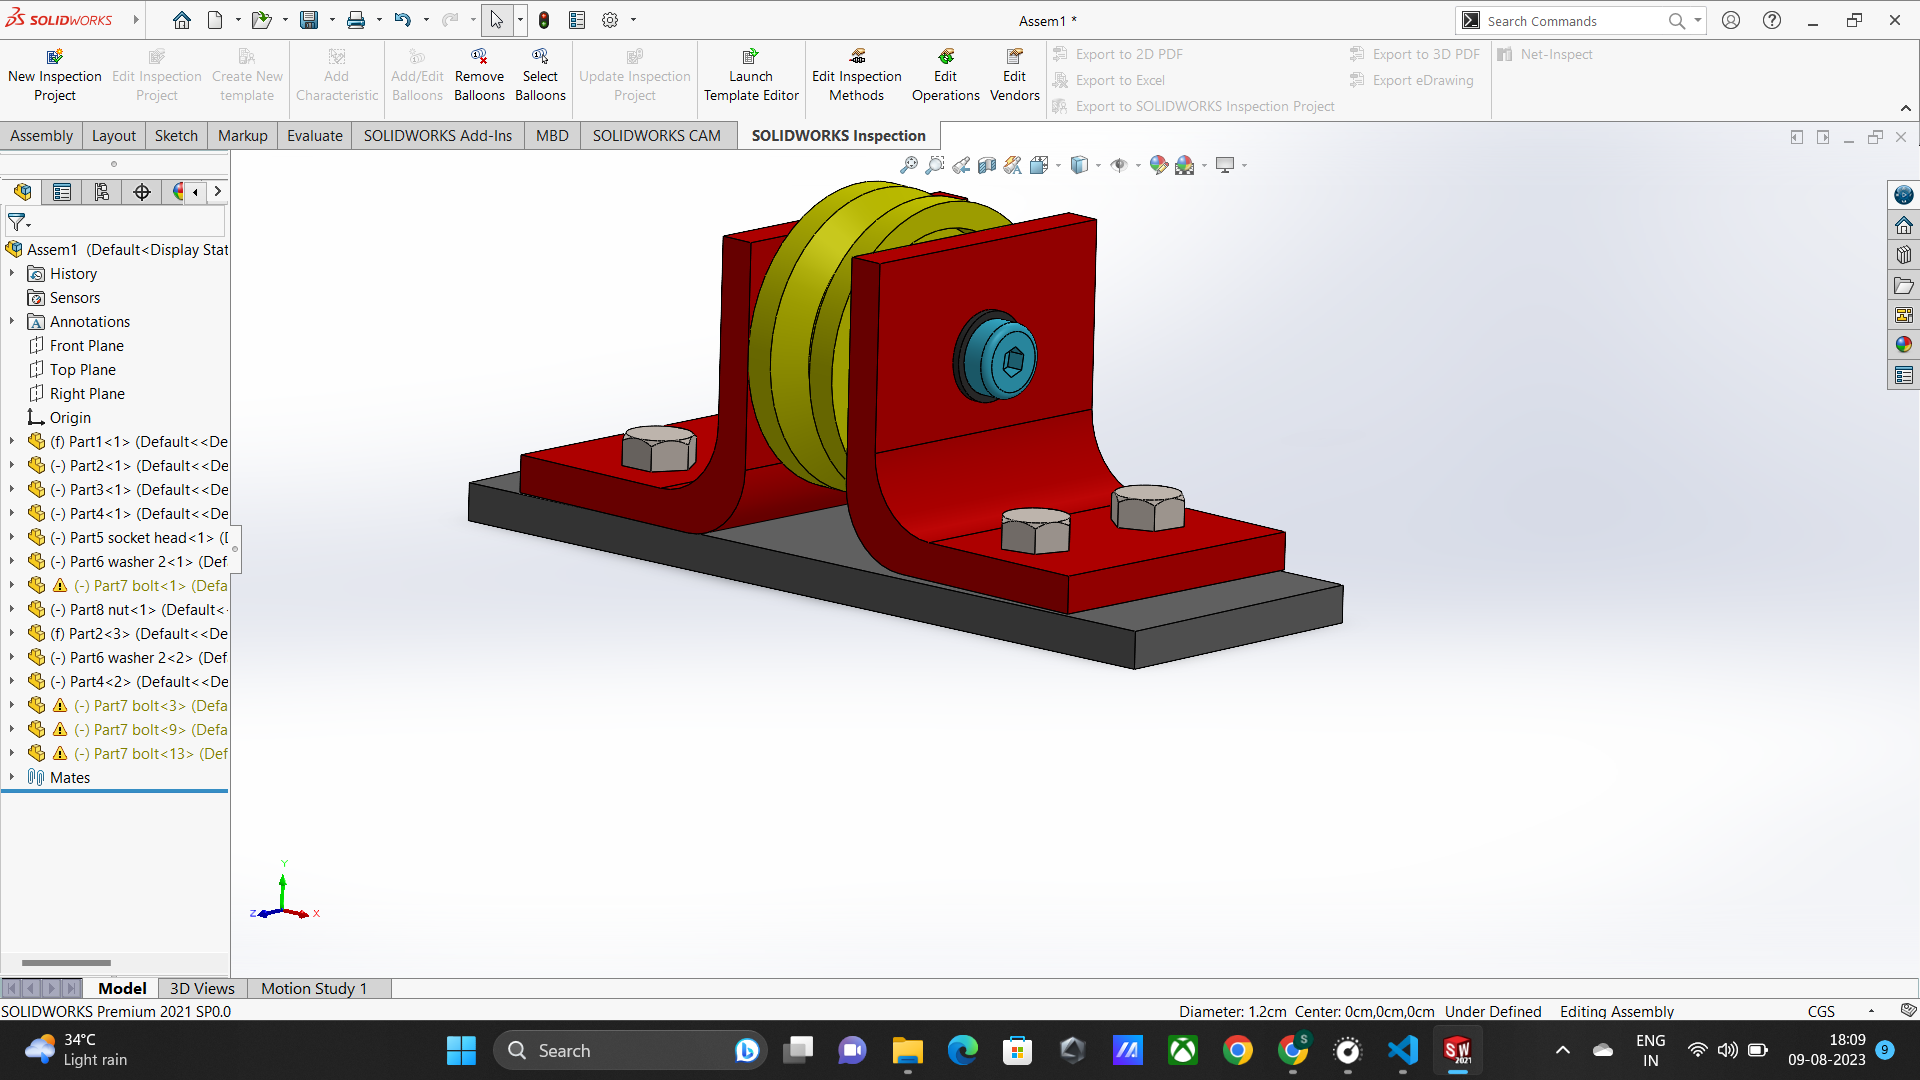 SOLIDWORKS
Assem1 *
Search Commands
New Inspection Project
Edit Inspection Project
Create New template
Add Characteristic
Add/Edit Balloons
Remove Balloons
Select Balloons
Update Inspection Project
Launch Template Editor
Edit Inspection Methods
Edit Operations
Edit Vendors
Export to 2D PDF
Export to Excel
Export to SOLIDWORKS Inspection Project
Export to 3D PDF
Export eDrawing
Net-Inspect
Assembly
Layout
Sketch
Markup
Evaluate
SOLIDWORKS Add-Ins
MBD
SOLIDWORKS CAM
SOLIDWORKS Inspection
Assem1 (Default<Display Stat
History
Sensors
Annotations
Front Plane
Top Plane
Right Plane
Origin
(f) Part1<1> (Default<<De
(-) Part2<1> (Default<<De
(-) Part3<1> (Default<<De
(-) Part4<1> (Default<<De
(-) Part5 socket head<1> (
(-) Part6 washer 2<1> (Def
(-) Part7 bolt<1> (Defa
(-) Part8 nut<1> (Default<
(f) Part2<3> (Default<<De
(-) Part6 washer 2<2> (Def
(-) Part4<2> (Default<<De
(-) Part7 bolt<3> (Defa
(-) Part7 bolt<9> (Defa
(-) Part7 bolt<13> (Def
Mates
Y
Z
X
Model
3D Views
Motion Study 1
SOLIDWORKS Premium 2021 SP0.0
Diameter: 1.2cm Center: 0cm,0cm,0cm
Under Defined
Editing Assembly
CGS
34°C
Light rain
Search
S
SW
2021
ENG
IN
18:09
09-08-2023
9